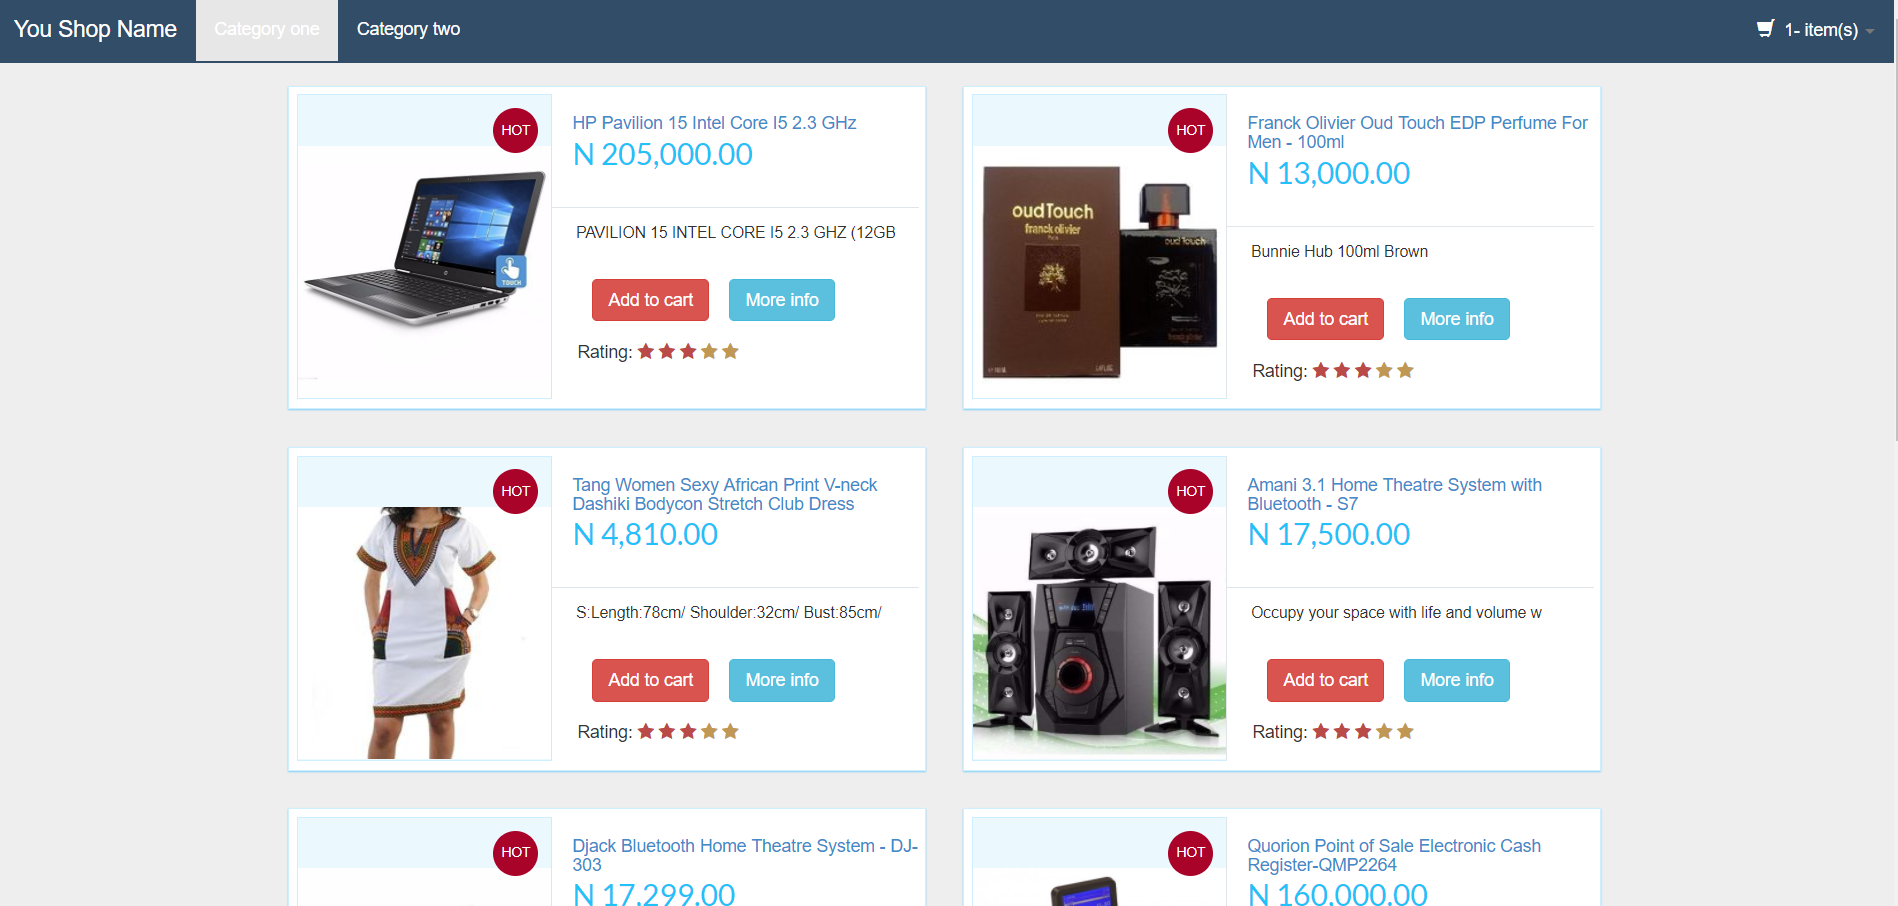 You Shop Name
Category one
Category two
1- item(s)
HOT
HP Pavilion 15 Intel Core I5 2.3 GHz
N 205,000.00
PAVILION 15 INTEL CORE I5 2.3 GHZ (12GB
TOUCH
Add to cart
More info
Rating:
HOT
Franck Olivier Oud Touch EDP Perfume For
Men - 100ml
N 13,000.00
oud Touch
franck olivier
oud touch
Bunnie Hub 100ml Brown
Add to cart
More info
Rating:
HOT
Tang Women Sexy African Print V-neck
Dashiki Bodycon Stretch Club Dress
N 4,810.00
S:Length:78cm/ Shoulder:32cm/ Bust:85cm/
Add to cart
More info
Rating:
HOT
Amani 3.1 Home Theatre System with
Bluetooth - S7
N 17,500.00
Occupy your space with life and volume w
Add to cart
More info
Rating:
HOT
Djack Bluetooth Home Theatre System - DJ-
303
N 17,299.00
HOT
Quorion Point of Sale Electronic Cash
Register-QMP2264
N 160,000.00